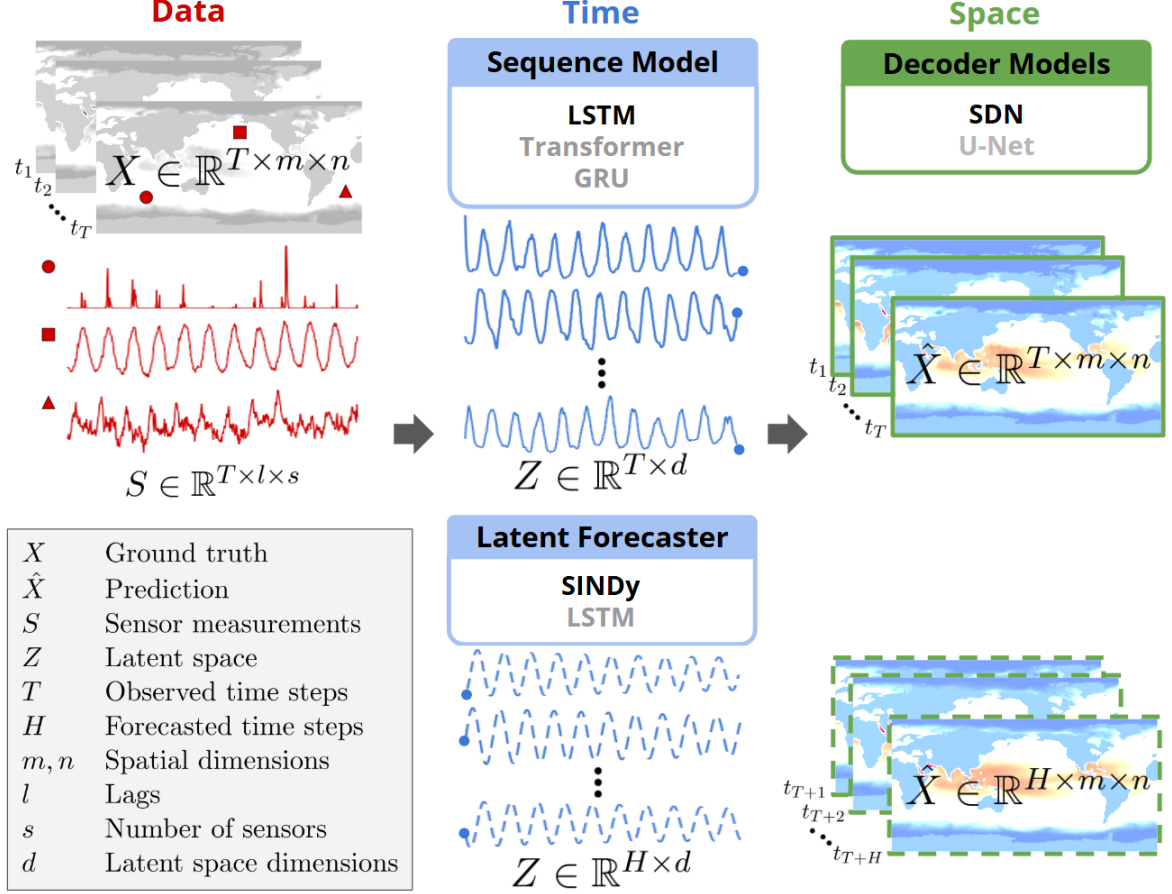 Data
X ∈ ℝ^{T×m×n}
t_1
t_2
t_T
S ∈ ℝ^{T×l×s}
Time
Sequence Model
LSTM
Transformer
GRU
Z ∈ ℝ^{T×d}
Space
Decoder Models
SDN
U-Net
X̂ ∈ ℝ^{T×m×n}
t_1
t_2
t_T
X Ground truth
X̂ Prediction
S Sensor measurements
Z Latent space
T Observed time steps
H Forecasted time steps
m, n Spatial dimensions
l Lags
s Number of sensors
d Latent space dimensions
Latent Forecaster
SINDy
LSTM
Z ∈ ℝ^{H×d}
X̂ ∈ ℝ^{H×m×n}
t_{T+1}
t_{T+2}
t_{T+H}